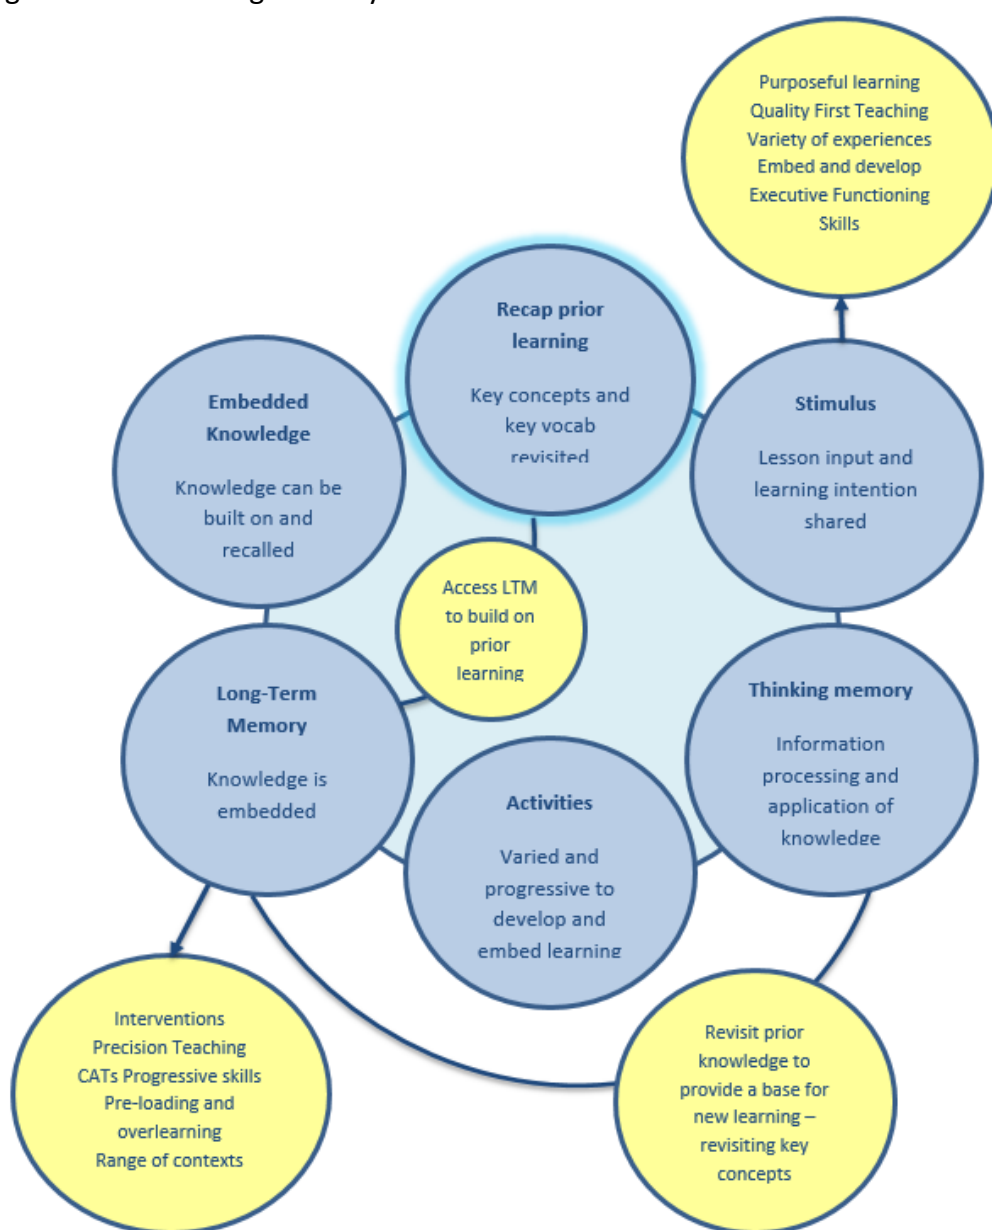 Purposeful learning
Quality First Teaching
Variety of experiences
Embed and develop
Executive Functioning
Skills
Recap prior
learning
Key concepts and
key vocab
revisited
Stimulus
Lesson input and
learning intention
shared
Embedded
Knowledge
Knowledge can be
built on and
recalled
Access LTM
to build on
prior
learning
Long-Term
Memory
Knowledge is
embedded
Thinking memory
Information
processing and
application of
knowledge
Activities
Varied and
progressive to
develop and
embed learning
Interventions
Precision Teaching
CATs Progressive skills
Pre-loading and
overlearning
Range of contexts
Revisit prior
knowledge to
provide a base for
new learning –
revisiting key
concepts